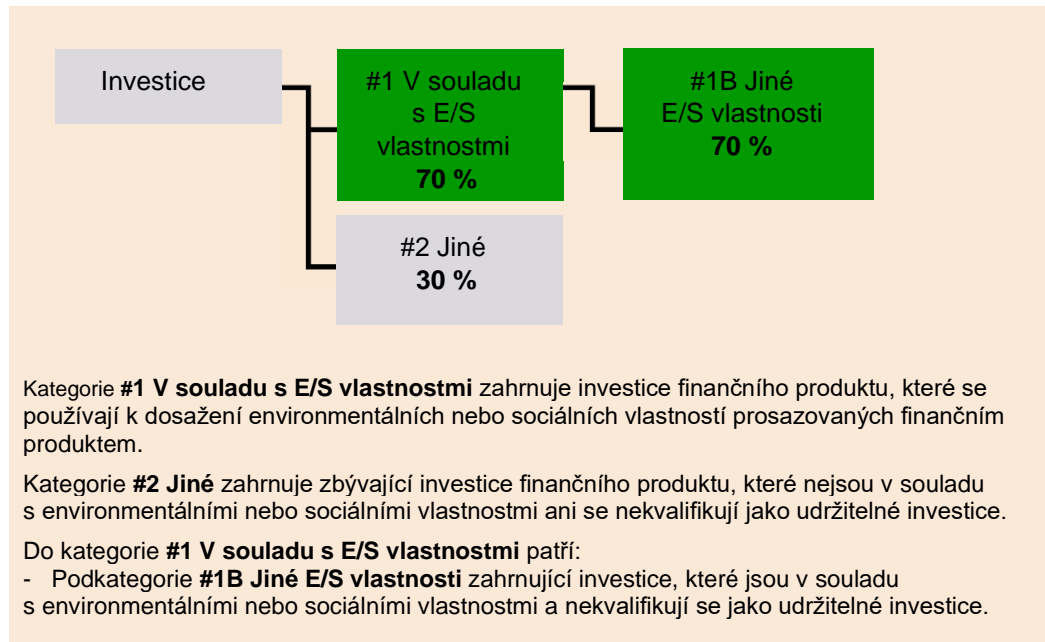 Investice
#1 V souladu
s E/S
vlastnostmi
70 %
#1B Jiné
E/S vlastnosti
70 %
#2 Jiné
30 %
Kategorie #1 V souladu s E/S vlastnostmi zahrnuje investice finančního produktu, které se
používají k dosažení environmentálních nebo sociálních vlastností prosazovaných finančním
produktem.
Kategorie #2 Jiné zahrnuje zbývající investice finančního produktu, které nejsou v souladu
s environmentálními nebo sociálními vlastnostmi ani se nekvalifikují jako udržitelné investice.
Do kategorie #1 V souladu s E/S vlastnostmi patří:
- Podkategorie #1B Jiné E/S vlastnosti zahrnující investice, které jsou v souladu
s environmentálními nebo sociálními vlastnostmi a nekvalifikují se jako udržitelné investice.